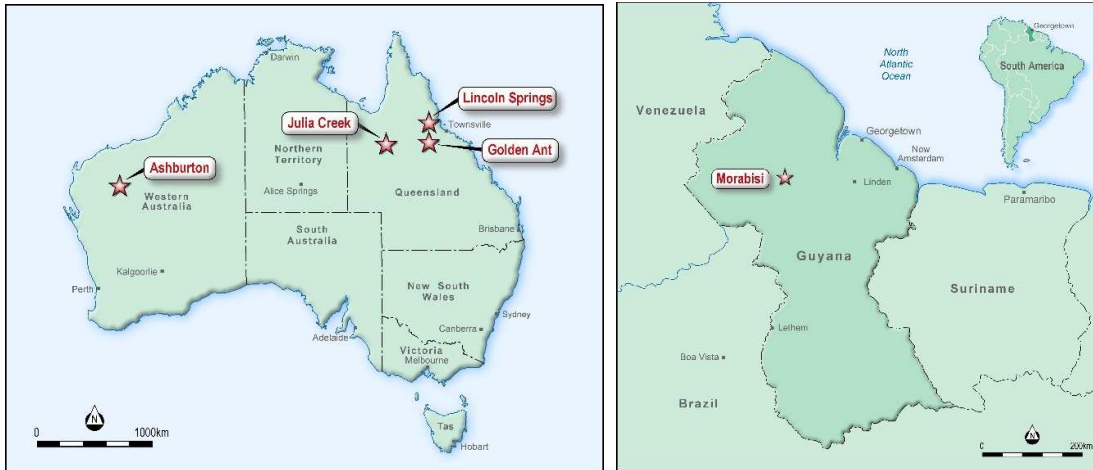 Darwin
Lincoln Springs
Julia Creek
Townsville
Golden Ant
Northern
Territory
Ashburton
Alice Springs
Western
Australia
Queensland
South
Australia
Brisbane
Kalgoorlie
Perth
New South
Wales
Sydney
Canberra
Adelaide
Victoria
Melbourne
N
0
1000km
Tas
Hobart
Georgetown
North
Atlantic
Ocean
South America
Venezuela
Georgetown
New
Amsterdam
Morabisi
Linden
Paramaribo
Guyana
Suriname
Lethem
Boa Vista
Brazil
N
0
200km